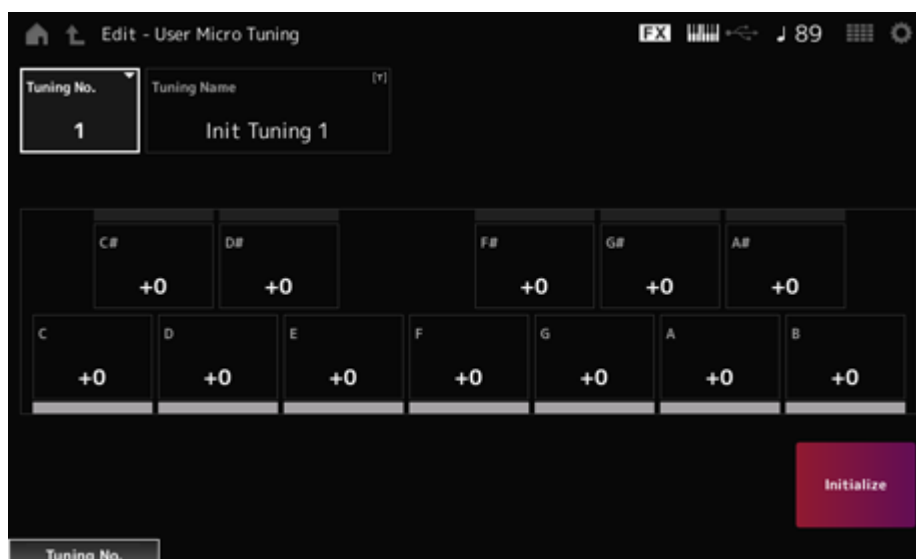 Edit - User Micro Tuning
FX
♩ 89
Tuning No.
1
Tuning Name
[T]
Init Tuning 1
C# D# F# G# A#
+0 +0 +0 +0 +0
C D E F G A B
+0 +0 +0 +0 +0 +0 +0
Initialize
Tuning No.